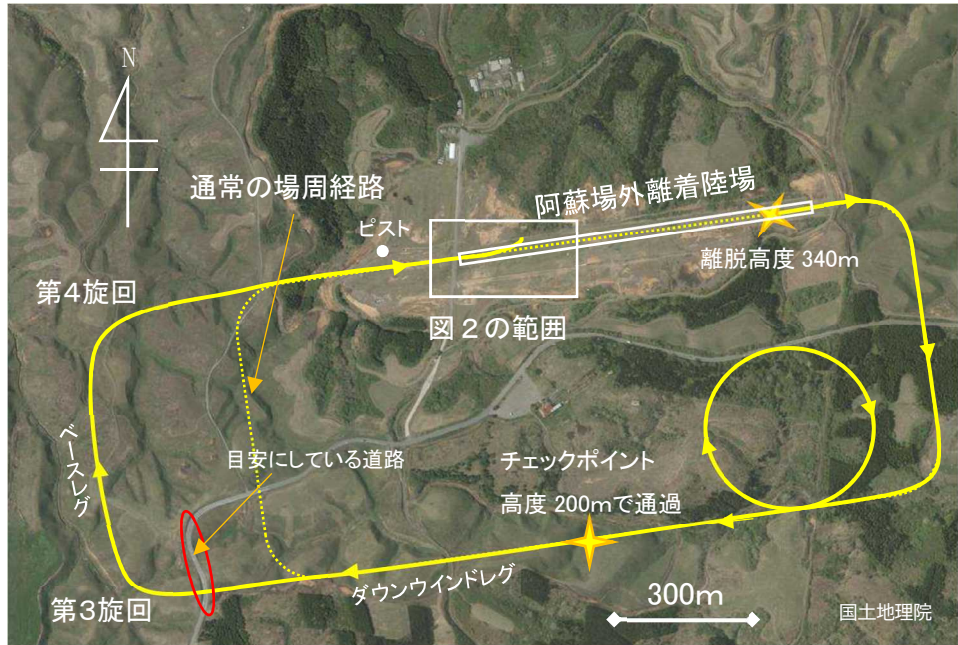 N
通常の場周経路
阿蘇場外離着陸場
ピスト
離脱高度 340m
第4旋回
図2の範囲
ベースレグ
目安にしている道路
チェックポイント
高度 200mで通過
ダウンウインドレグ
300m
第3旋回
国土地理院